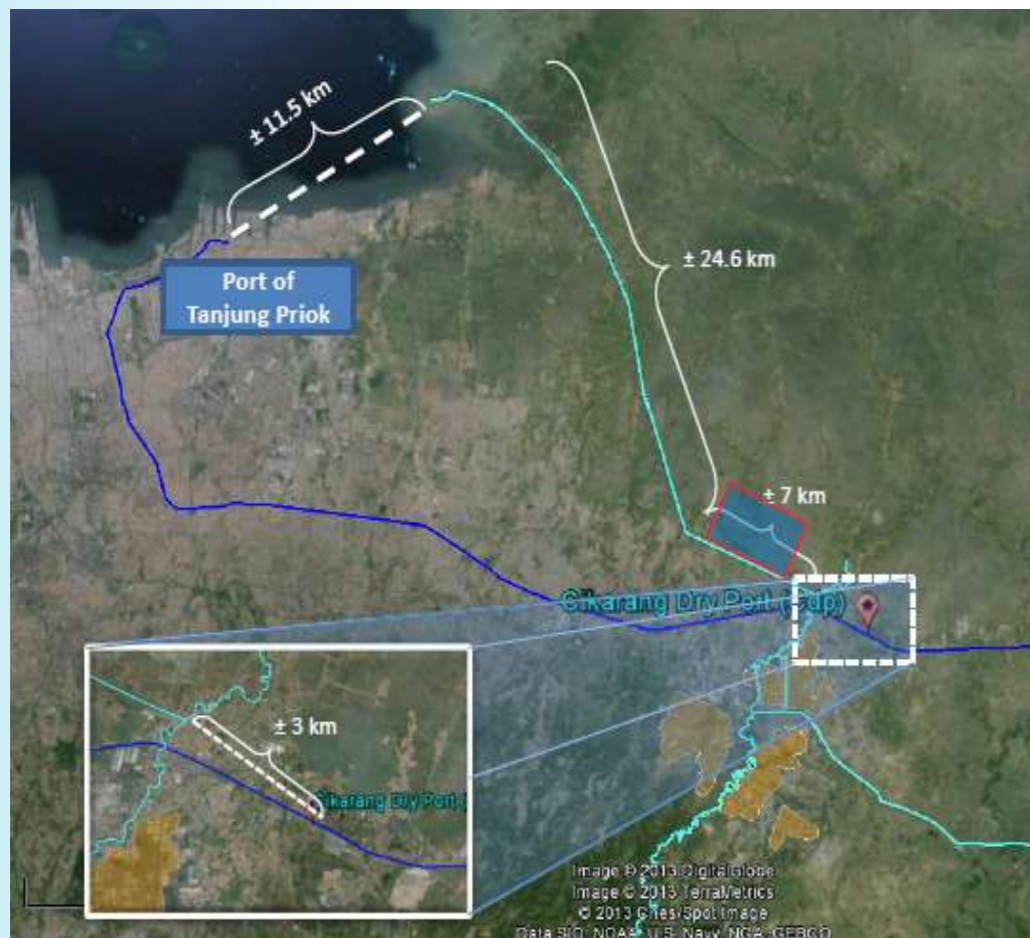 ± 11.5 km
± 24.6 km
Port of
Tanjung Priok
± 7 km
Cikarang Dry Port (Cdp)
± 3 km
Cikarang Dry Port
Image © 2013 DigitalGlobe
Image © 2013 TerraMetrics
© 2013 Cnes/Spot Image
Data SIO, NOAA, U.S. Navy, NGA, GEBCO